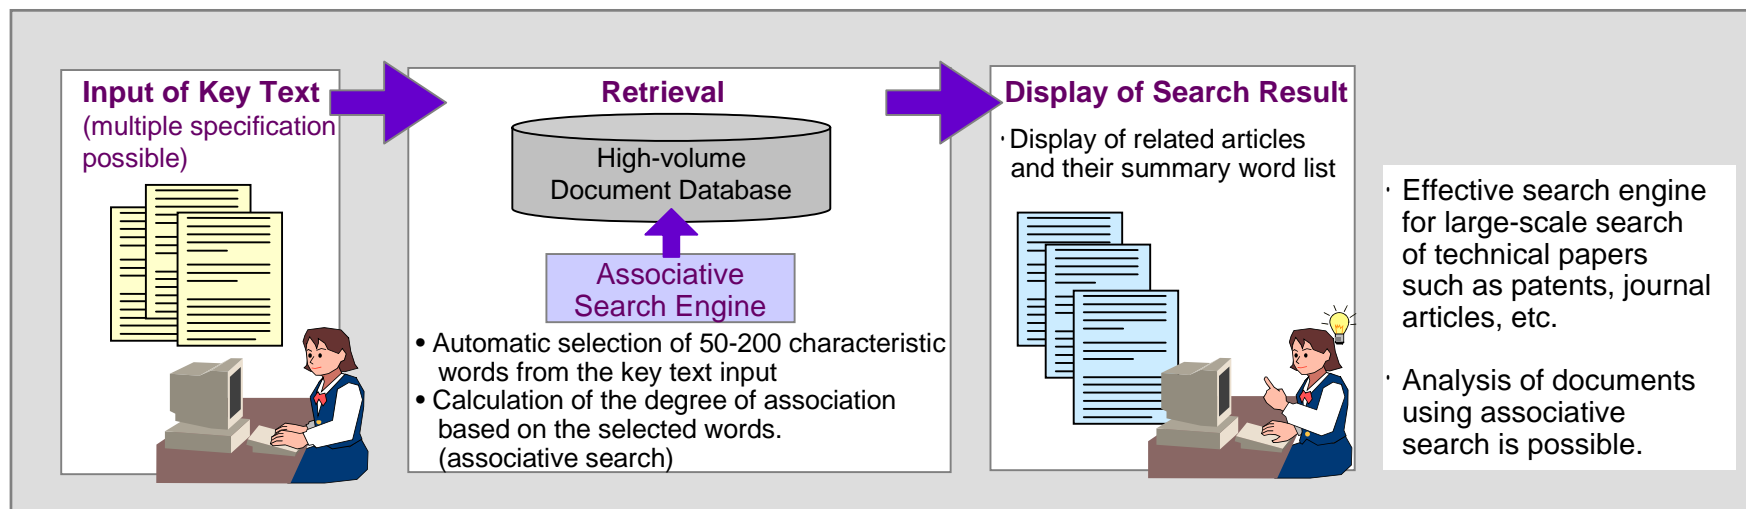 Input of Key Text
(multiple specification
possible)
Retrieval
High-volume
Document Database
Associative
Search Engine
• Automatic selection of 50-200 characteristic
words from the key text input
• Calculation of the degree of association
based on the selected words.
(associative search)
Display of Search Result
· Display of related articles
and their summary word list
· Effective search engine
for large-scale search
of technical papers
such as patents, journal
articles, etc.
· Analysis of documents
using associative
search is possible.